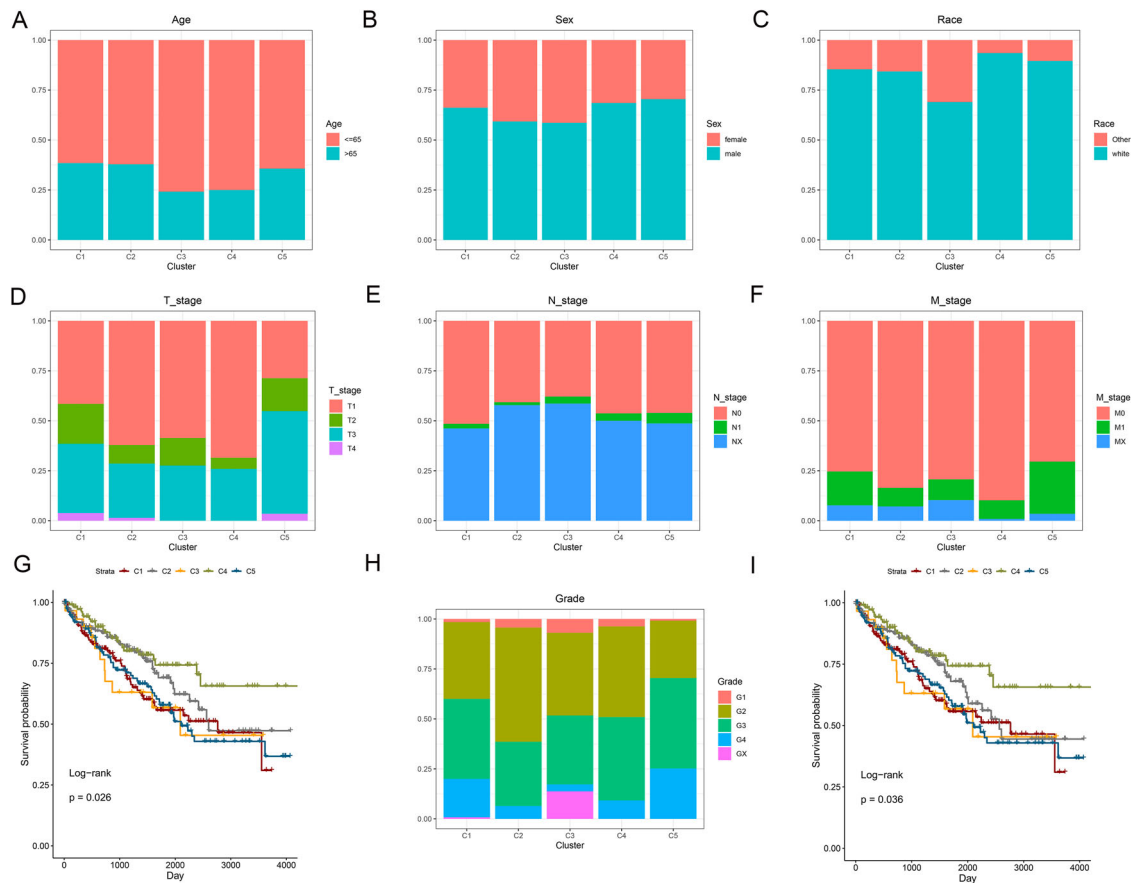 A
Age
1.00
0.75
0.50
0.25
0.00
C1 C2 C3 C4 C5
Cluster
Age
<=65
>65
B
Sex
1.00
0.75
0.50
0.25
0.00
C1 C2 C3 C4 C5
Cluster
Sex
female
male
C
Race
1.00
0.75
0.50
0.25
0.00
C1 C2 C3 C4 C5
Cluster
Race
Other
white
D
T_stage
1.00
0.75
0.50
0.25
0.00
C1 C2 C3 C4 C5
Cluster
T_stage
T1
T2
T3
T4
E
N_stage
1.00
0.75
0.50
0.25
0.00
C1 C2 C3 C4 C5
Cluster
N_stage
N0
N1
NX
F
M_stage
1.00
0.75
0.50
0.25
0.00
C1 C2 C3 C4 C5
Cluster
M_stage
M0
M1
MX
G
Strata C1 C2 C3 C4 C5
Survival probability
1.00
0.75
0.50
0.25
0.00
Log-rank
p = 0.026
0 1000 2000 3000 4000
Day
H
Grade
1.00
0.75
0.50
0.25
0.00
C1 C2 C3 C4 C5
Cluster
Grade
G1
G2
G3
G4
GX
I
Strata C1 C2 C3 C4 C5
Survival probability
1.00
0.75
0.50
0.25
0.00
Log-rank
p = 0.036
0 1000 2000 3000 4000
Day